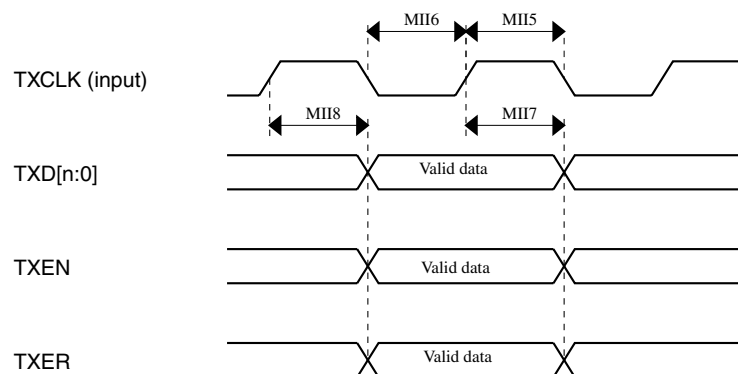 MII6 MII5
TXCLK (input)
MII8 MII7
TXD[n:0] Valid data
TXEN Valid data
TXER Valid data